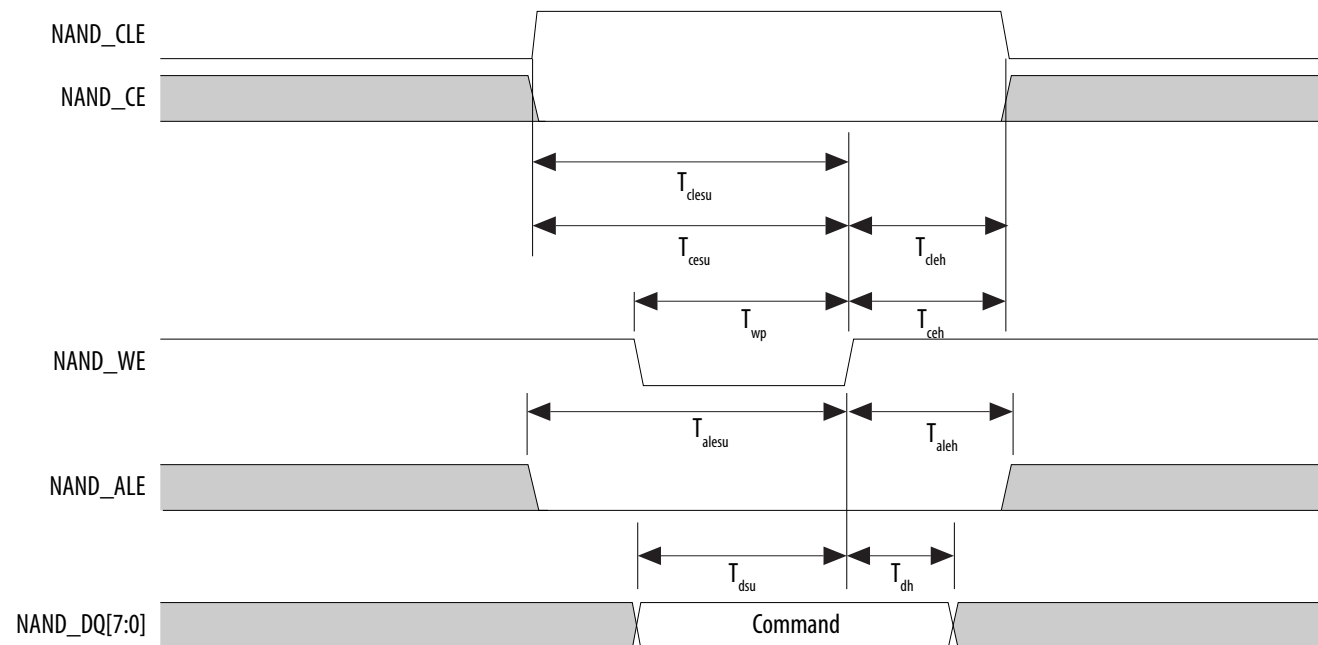 NAND_CLE
NAND_CE
T_clesu
T_cesu T_cleh
T_wp T_ceh
NAND_WE
T_alesu T_aleh
NAND_ALE
T_dsu T_dh
NAND_DQ[7:0] Command